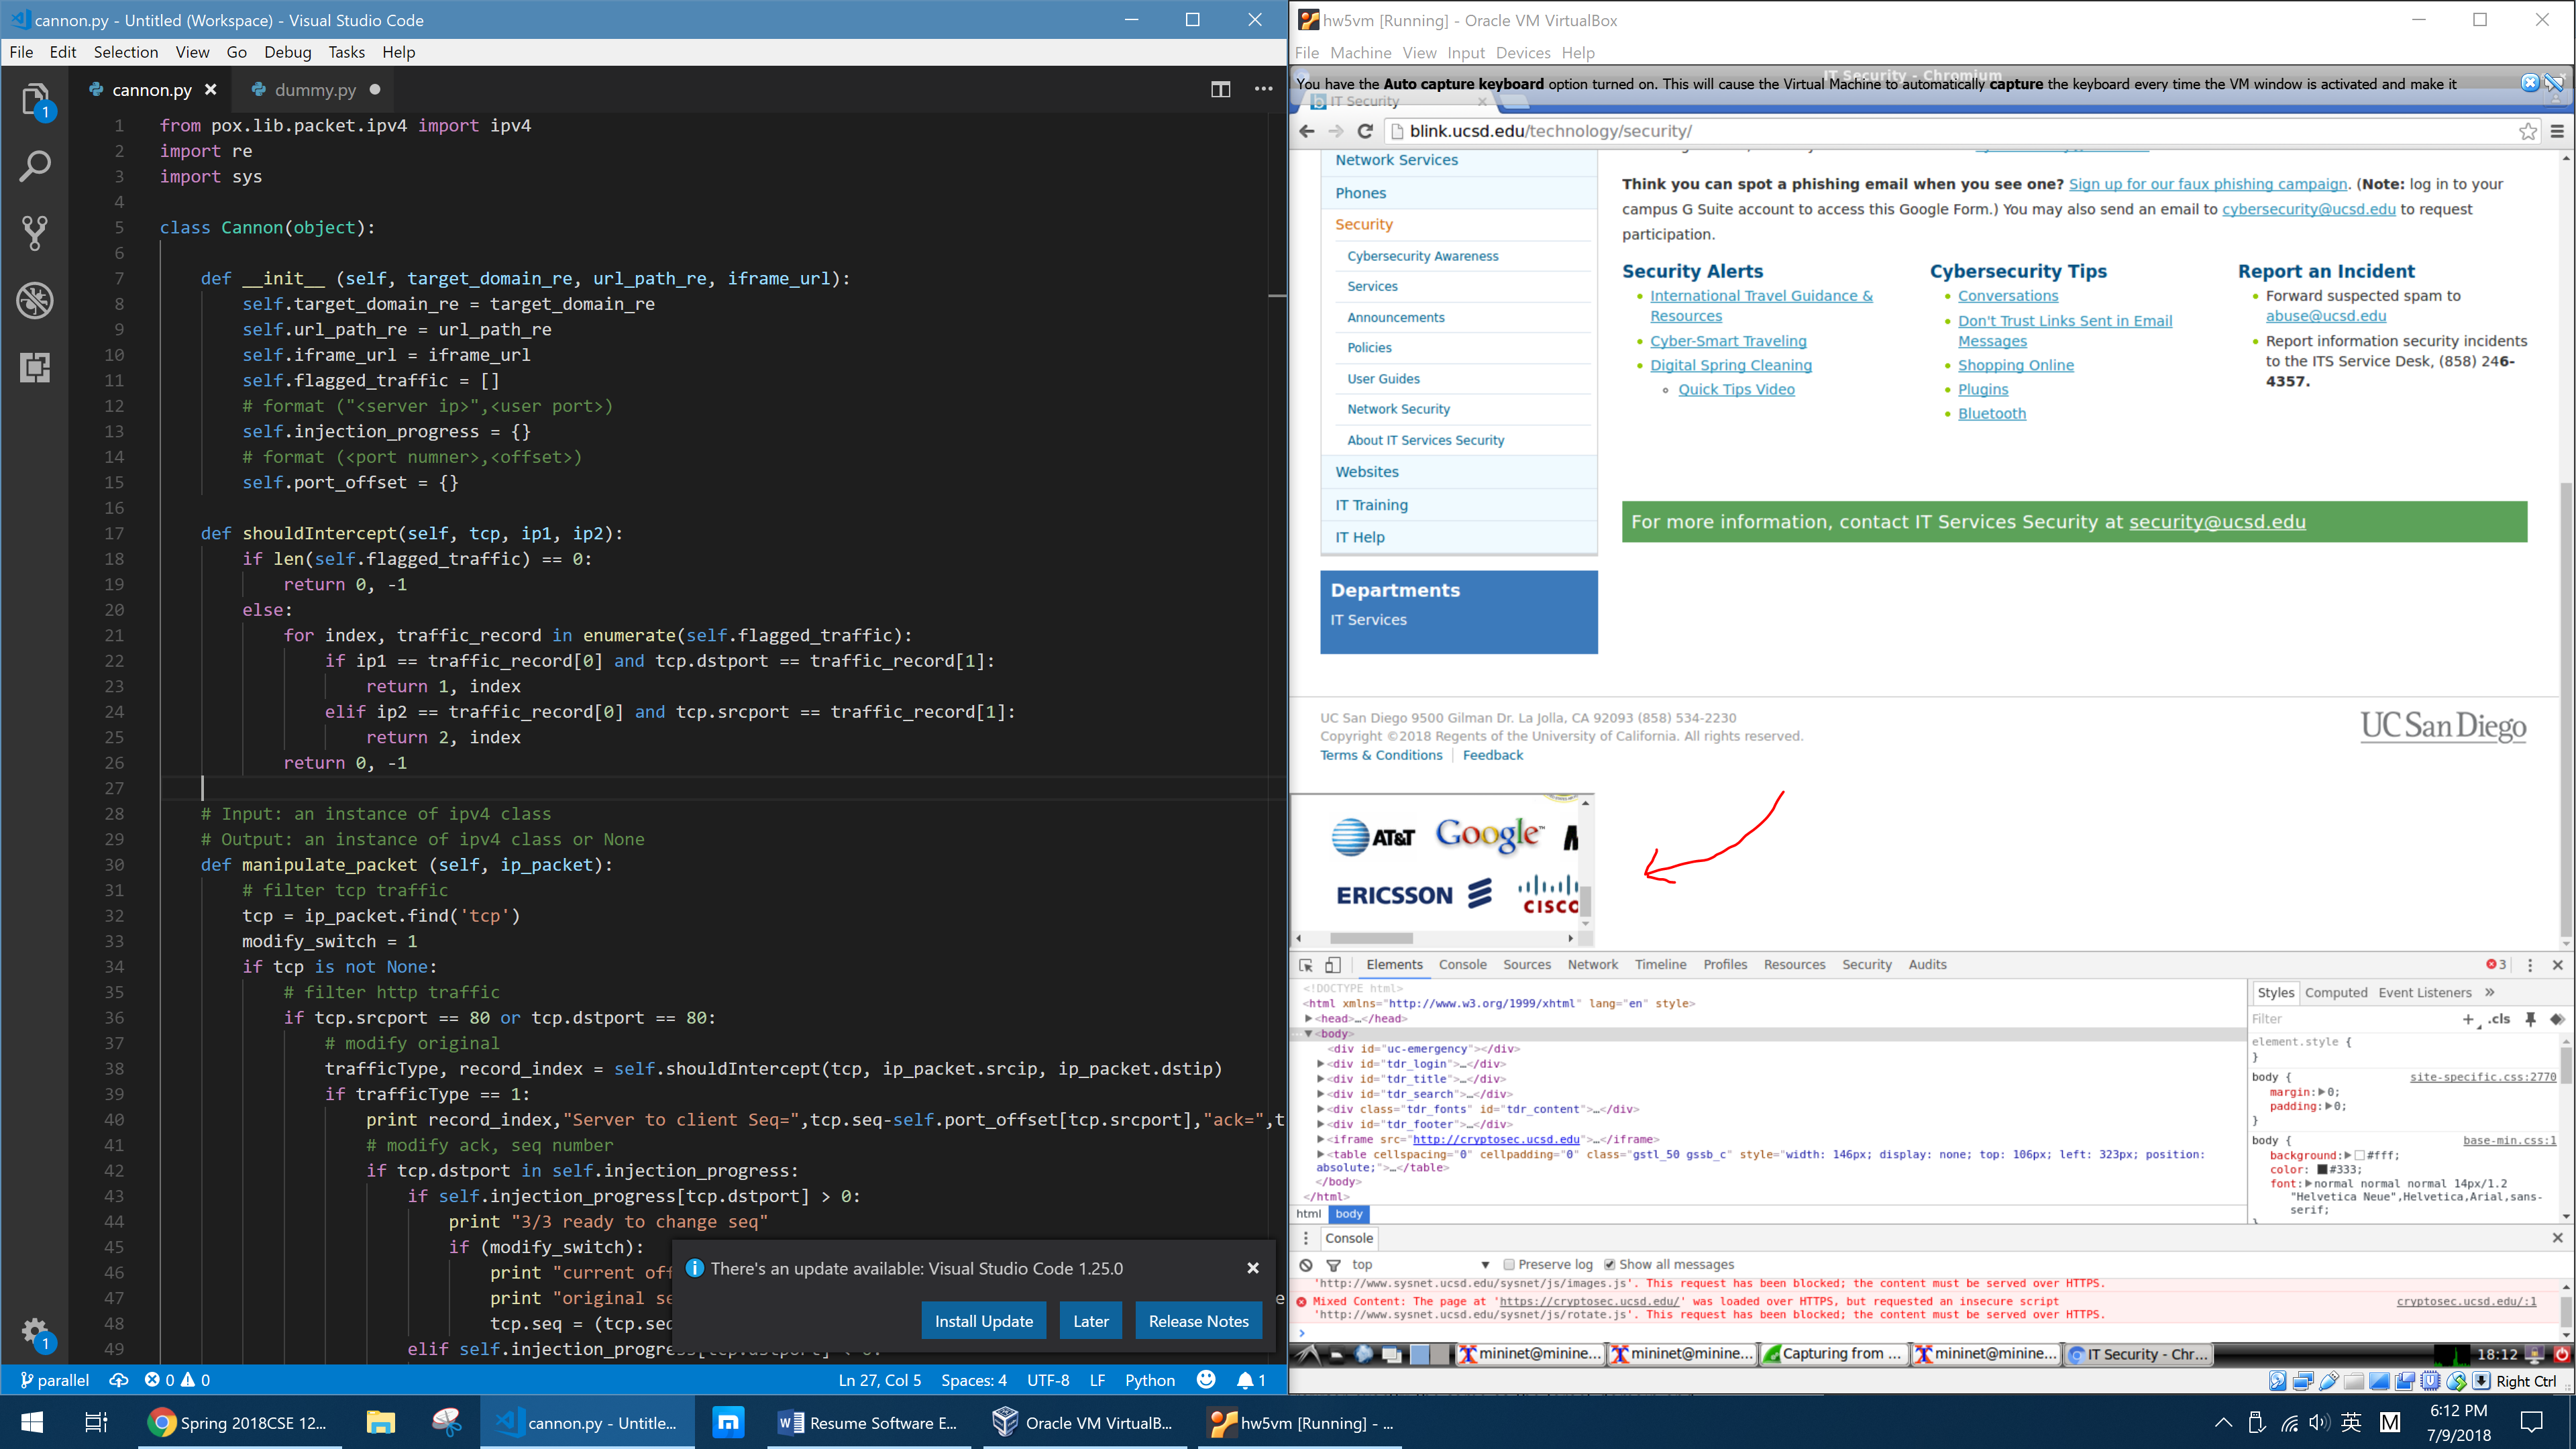 cannon.py - Untitled (Workspace) - Visual Studio Code
File Edit Selection View Go Debug Tasks Help
cannon.py dummy.py
1 from pox.lib.packet.ipv4 import ipv4
2 import re
3 import sys
4
5 class Cannon(object):
6
7 def __init__ (self, target_domain_re, url_path_re, iframe_url):
8 self.target_domain_re = target_domain_re
9 self.url_path_re = url_path_re
10 self.iframe_url = iframe_url
11 self.flagged_traffic = []
12 # format ("<server ip>",<user port>)
13 self.injection_progress = {}
14 # format (<port numner>,<offset>)
15 self.port_offset = {}
16
17 def shouldIntercept(self, tcp, ip1, ip2):
18 if len(self.flagged_traffic) == 0:
19 return 0, -1
20 else:
21 for index, traffic_record in enumerate(self.flagged_traffic):
22 if ip1 == traffic_record[0] and tcp.dstport == traffic_record[1]:
23 return 1, index
24 elif ip2 == traffic_record[0] and tcp.srcport == traffic_record[1]:
25 return 2, index
26 return 0, -1
27
28 # Input: an instance of ipv4 class
29 # Output: an instance of ipv4 class or None
30 def manipulate_packet (self, ip_packet):
31 # filter tcp traffic
32 tcp = ip_packet.find('tcp')
33 modify_switch = 1
34 if tcp is not None:
35 # filter http traffic
36 if tcp.srcport == 80 or tcp.dstport == 80:
37 # modify original
38 trafficType, record_index = self.shouldIntercept(tcp, ip_packet.srcip, ip_packet.dstip)
39 if trafficType == 1:
40 print record_index,"Server to client Seq=",tcp.seq-self.port_offset[tcp.srcport],"ack=",t
41 # modify ack, seq number
42 if tcp.dstport in self.injection_progress:
43 if self.injection_progress[tcp.dstport] > 0:
44 print "3/3 ready to change seq"
45 if (modify_switch):
46 print "current off
47 print "original se
48 tcp.seq = (tcp.seq
49 elif self.injection_progress
There's an update available: Visual Studio Code 1.25.0
Install Update Later Release Notes
parallel 0 0 Ln 27, Col 5 Spaces: 4 UTF-8 LF Python 1
hw5vm [Running] - Oracle VM VirtualBox
File Machine View Input Devices Help
You have the Auto capture keyboard option turned on. This will cause the Virtual Machine to automatically capture the keyboard every time the VM window is activated and make it
IT Security - Chromium
IT Security
blink.ucsd.edu/technology/security/
Network Services
Phones
Security
Cybersecurity Awareness
Services
Announcements
Policies
User Guides
Network Security
About IT Services Security
Websites
IT Training
IT Help
Departments
IT Services
Think you can spot a phishing email when you see one? Sign up for our faux phishing campaign. (Note: log in to your
campus G Suite account to access this Google Form.) You may also send an email to cybersecurity@ucsd.edu to request
participation.
Security Alerts
International Travel Guidance &
Resources
Cyber-Smart Traveling
Digital Spring Cleaning
Quick Tips Video
Cybersecurity Tips
Conversations
Don't Trust Links Sent in Email
Messages
Shopping Online
Plugins
Bluetooth
Report an Incident
Forward suspected spam to
abuse@ucsd.edu
Report information security incidents
to the ITS Service Desk, (858) 246-
4357.
For more information, contact IT Services Security at security@ucsd.edu
UC San Diego 9500 Gilman Dr. La Jolla, CA 92093 (858) 534-2230
Copyright ©2018 Regents of the University of California. All rights reserved.
Terms & Conditions Feedback
UC San Diego
AT&T Google™
ERICSSON CISCO
Elements Console Sources Network Timeline Profiles Resources Security Audits 3
<!DOCTYPE html>
<html xmlns="http://www.w3.org/1999/xhtml" lang="en" style>
<head>…</head>
<body>
<div id="uc-emergency"></div>
<div id="tdr_login">…</div>
<div id="tdr_title">…</div>
<div id="tdr_search">…</div>
<div class="tdr_fonts" id="tdr_content">…</div>
<div id="tdr_footer">…</div>
<iframe src="http://cryptosec.ucsd.edu">…</iframe>
<table cellspacing="0" cellpadding="0" class="gstl_50 gssb_c" style="width: 146px; display: none; top: 106px; left: 323px; position:
absolute;">…</table>
</body>
</html>
html body
Styles Computed Event Listeners »
Filter + .cls
element.style {
}
body { site-specific.css:2770
margin: 0;
padding: 0;
}
body { base-min.css:1
background: #fff;
color: #333;
font: normal normal normal 14px/1.2
"Helvetica Neue",Helvetica,Arial,sans-
serif;
Console
top Preserve log Show all messages
'http://www.sysnet.ucsd.edu/sysnet/js/images.js'. This request has been blocked; the content must be served over HTTPS.
Mixed Content: The page at 'https://cryptosec.ucsd.edu/' was loaded over HTTPS, but requested an insecure script cryptosec.ucsd.edu/:1
'http://www.sysnet.ucsd.edu/sysnet/js/rotate.js'. This request has been blocked; the content must be served over HTTPS.
mininet@minine... mininet@minine... Capturing from ... mininet@minine... IT Security - Chr... 18:12
Right Ctrl
Spring 2018CSE 12... cannon.py - Untitle... Resume Software E... Oracle VM VirtualB... hw5vm [Running] - ... 英 M 6:12 PM
7/9/2018